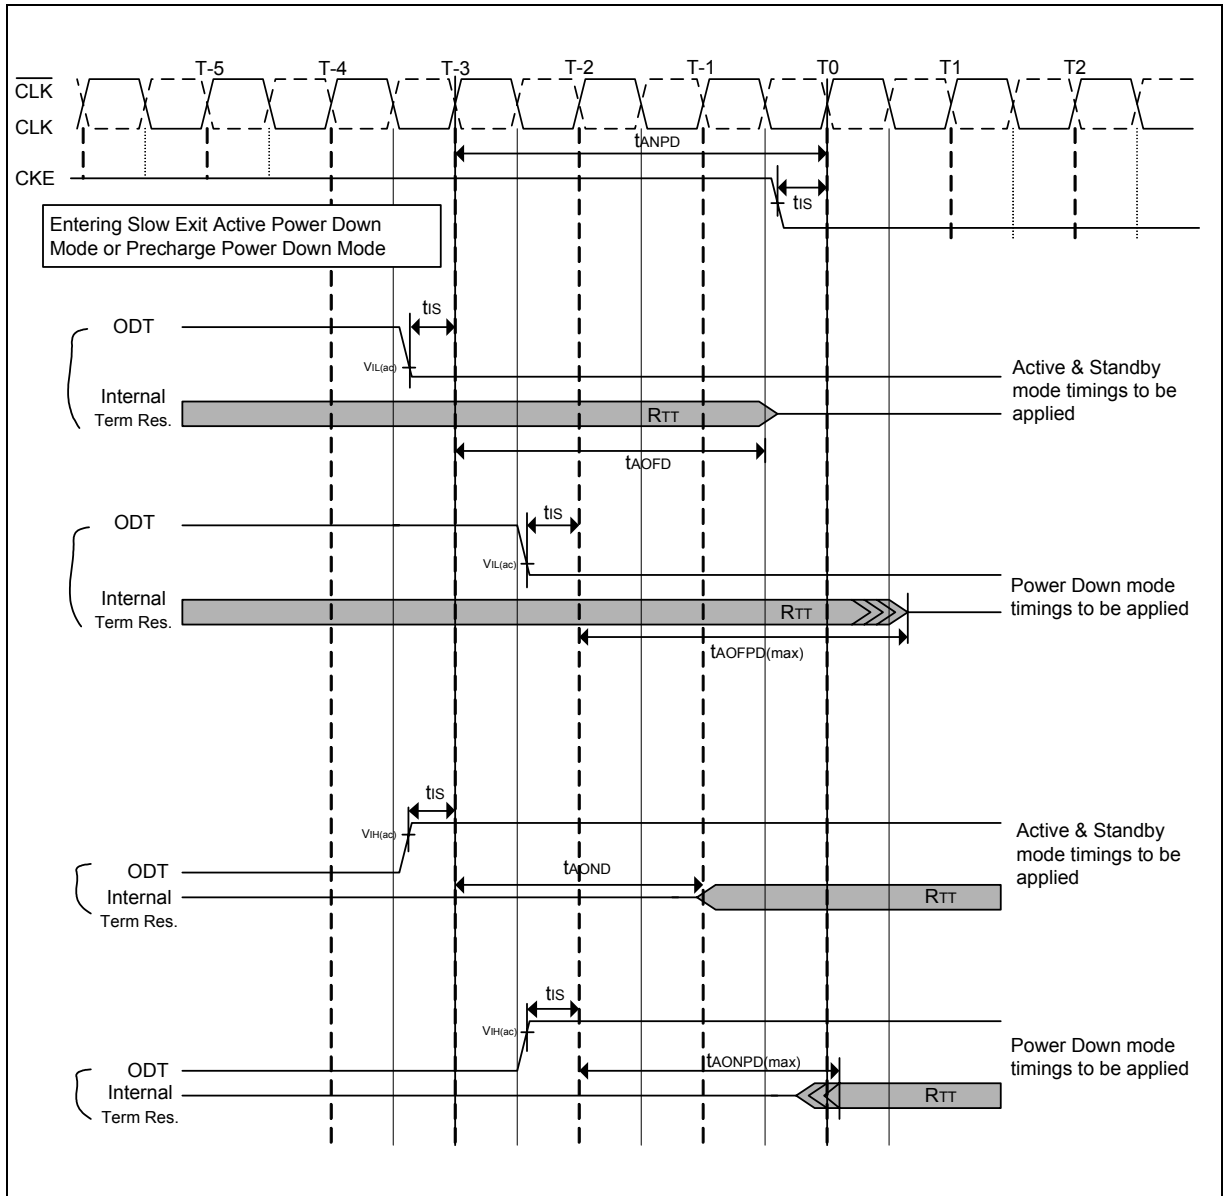 T-5 T-4 T-3 T-2 T-1 T0 T1 T2
CLK
CLK
tANPD
CKE
tIS
Entering Slow Exit Active Power Down
Mode or Precharge Power Down Mode
tIS
ODT
VIL(ac)
Active & Standby
mode timings to be
applied
Internal
Term Res.
RTT
tAOFD
tIS
ODT
VIL(ac)
Power Down mode
timings to be applied
Internal
Term Res.
RTT
tAOFPD(max)
tIS
VIH(ac)
Active & Standby
mode timings to be
applied
ODT
tAOND
Internal
Term Res.
RTT
tIS
VIH(ac)
Power Down mode
timings to be applied
ODT
tAONPD(max)
Internal
Term Res.
RTT